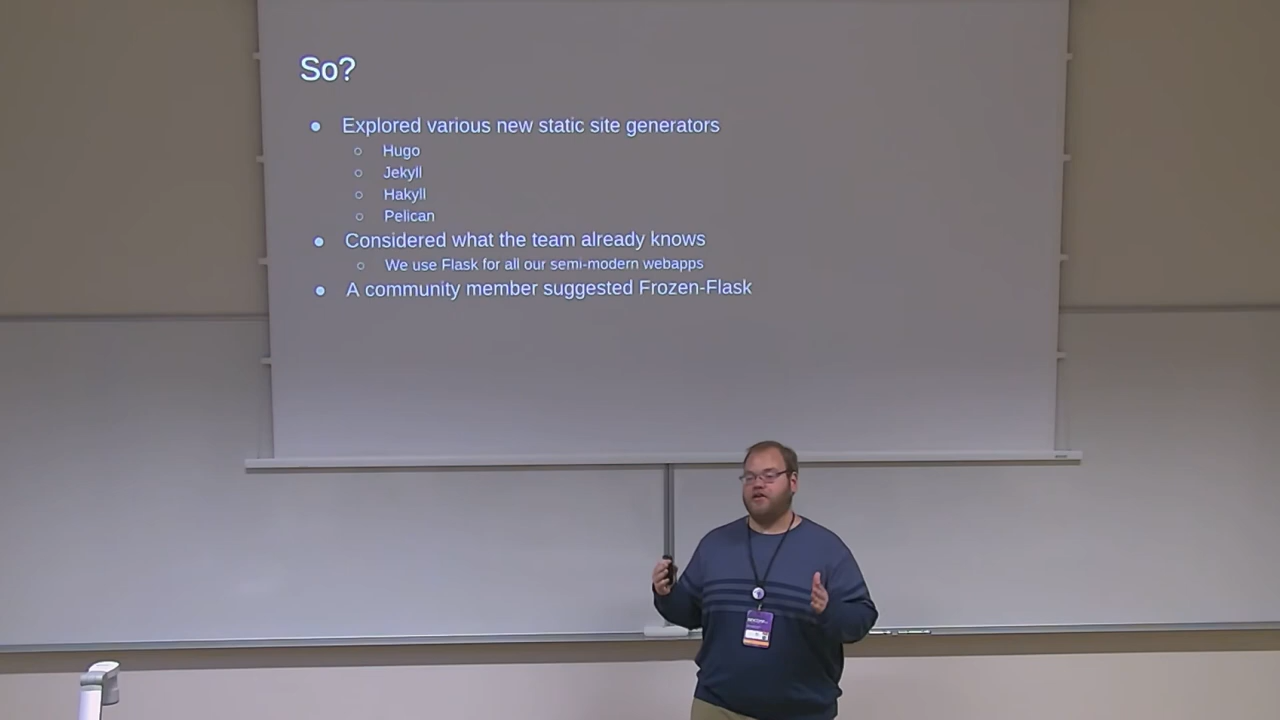 So?
● Explored various new static site generators
○ Hugo
○ Jekyll
○ Hakyll
○ Pelican
● Considered what the team already knows
○ We use Flask for all our semi-modern webapps
● A community member suggested Frozen-Flask